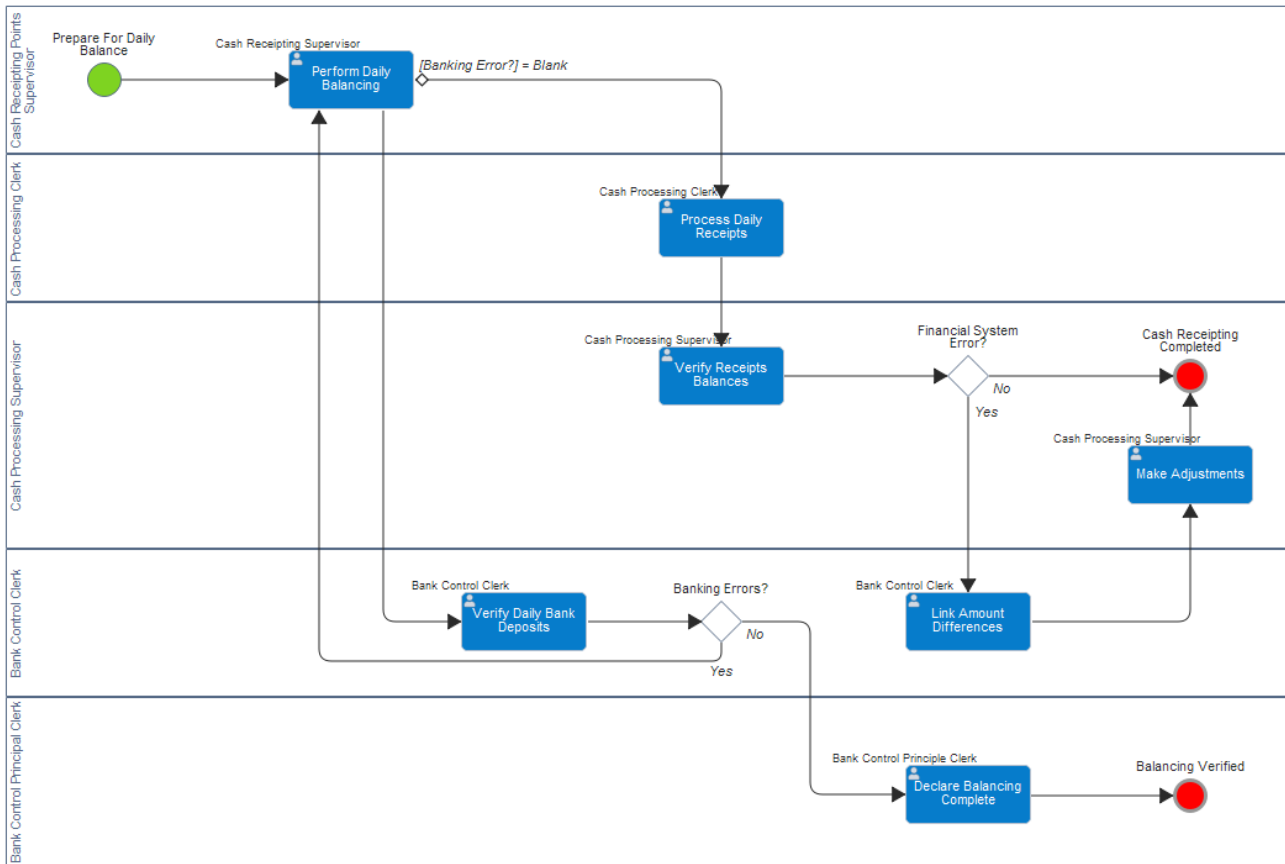 Cash Receipting Points
Supervisor
Prepare For Daily
Balance
Cash Receipting Supervisor
Perform Daily
Balancing
[Banking Error?] = Blank
Cash Processing Clerk
Cash Processing Clerk
Process Daily
Receipts
Cash Processing Supervisor
Cash Processing Supervisor
Verify Receipts
Balances
Financial System
Error?
No
Yes
Cash Receipting
Completed
Cash Processing Supervisor
Make Adjustments
Bank Control Clerk
Bank Control Clerk
Verify Daily Bank
Deposits
Banking Errors?
No
Yes
Bank Control Clerk
Link Amount
Differences
Bank Control Principal Clerk
Bank Control Principle Clerk
Declare Balancing
Complete
Balancing Verified